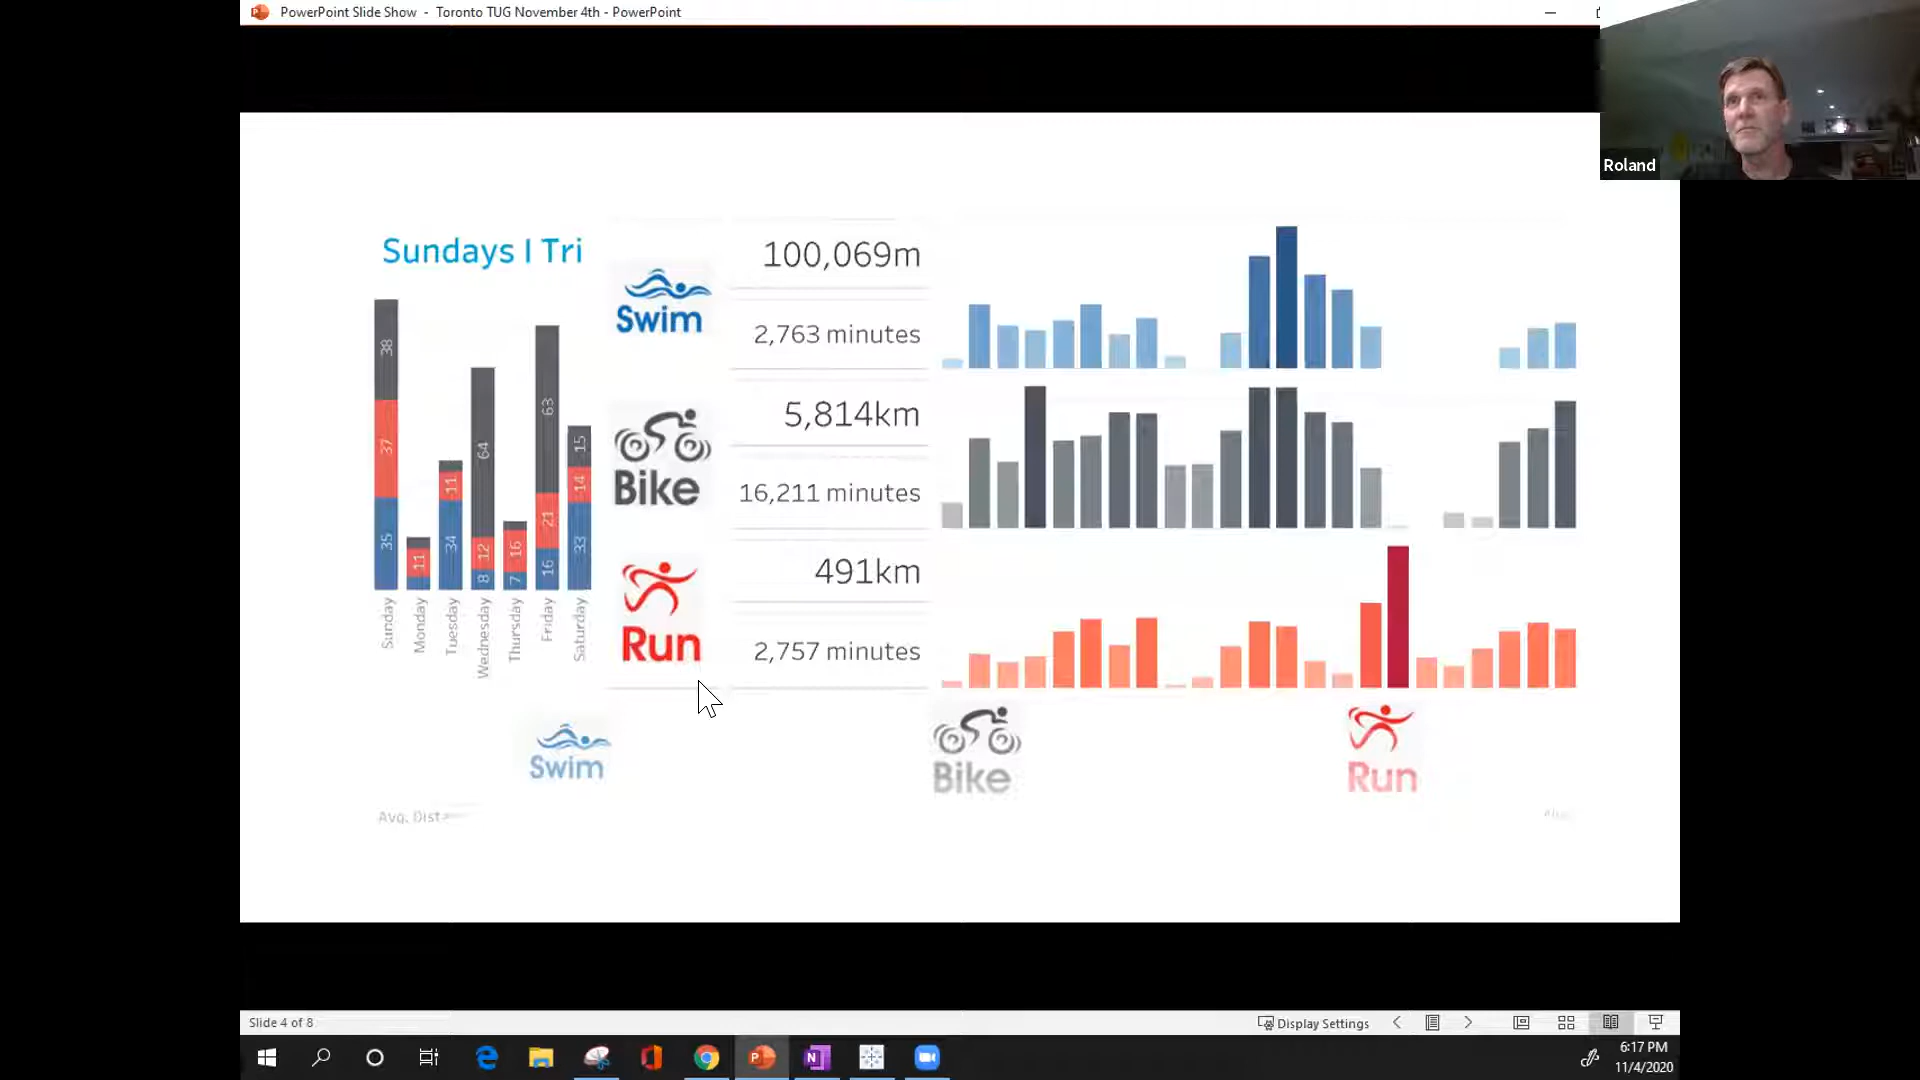 PowerPoint Slide Show - Toronto TUG November 4th - PowerPoint
Roland
Sundays I Tri
38
37
35
11
11
34
64
12
8
16
7
63
21
16
15
14
33
Sunday
Monday
Tuesday
Wednesday
Thursday
Friday
Saturday
Swim
100,069m
2,763 minutes
Bike
5,814km
16,211 minutes
Run
491km
2,757 minutes
Swim
Bike
Run
Avg. Dist
Slide 4 of 8
Display Settings
6:17 PM
11/4/2020